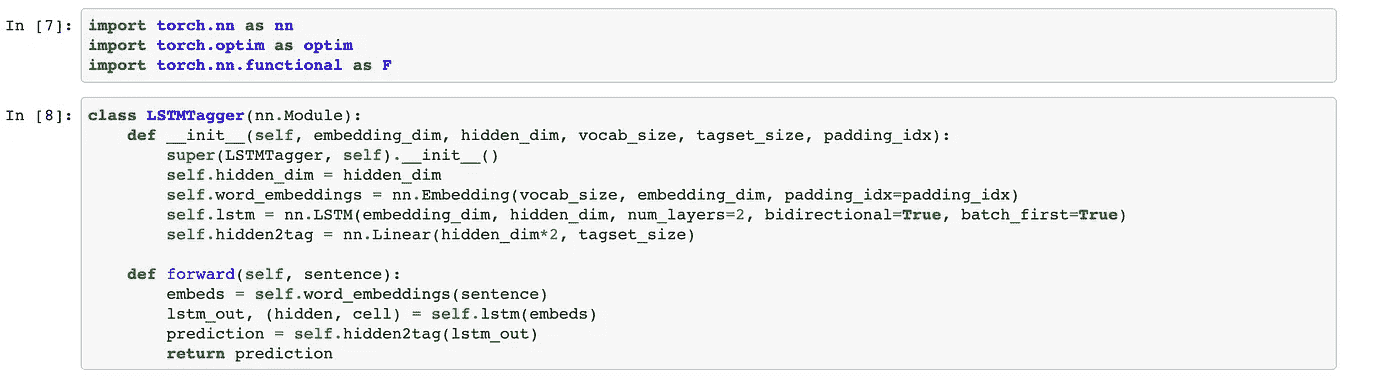 In [7]: import torch.nn as nn
import torch.optim as optim
import torch.nn.functional as F
In [8]: class LSTMTagger(nn.Module):
    def __init__(self, embedding_dim, hidden_dim, vocab_size, tagset_size, padding_idx):
        super(LSTMTagger, self).__init__()
        self.hidden_dim = hidden_dim
        self.word_embeddings = nn.Embedding(vocab_size, embedding_dim, padding_idx=padding_idx)
        self.lstm = nn.LSTM(embedding_dim, hidden_dim, num_layers=2, bidirectional=True, batch_first=True)
        self.hidden2tag = nn.Linear(hidden_dim*2, tagset_size)
    def forward(self, sentence):
        embeds = self.word_embeddings(sentence)
        lstm_out, (hidden, cell) = self.lstm(embeds)
        prediction = self.hidden2tag(lstm_out)
        return prediction